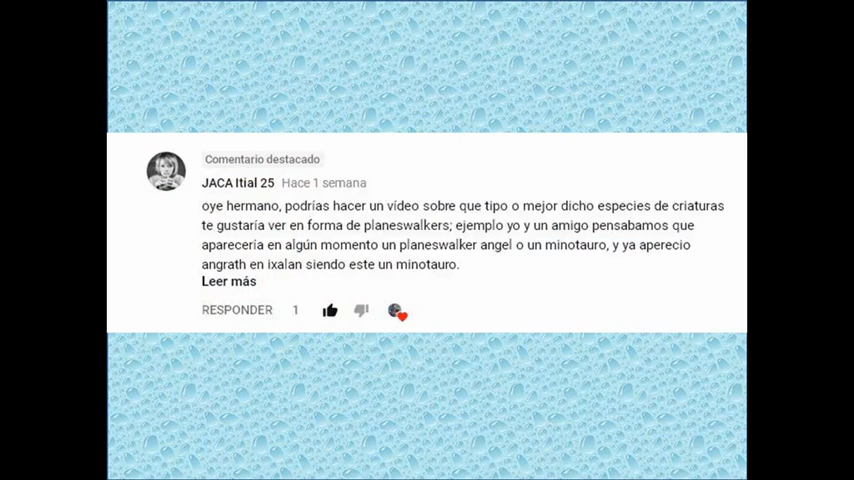 Comentario destacado
JACA Itial 25 Hace 1 semana
oye hermano, podrías hacer un vídeo sobre que tipo o mejor dicho especies de criaturas
te gustaría ver en forma de planeswalkers; ejemplo yo y un amigo pensabamos que
aparecería en algún momento un planeswalker angel o un minotauro, y ya aperecio
angrath en ixalan siendo este un minotauro.
Leer más
RESPONDER 1